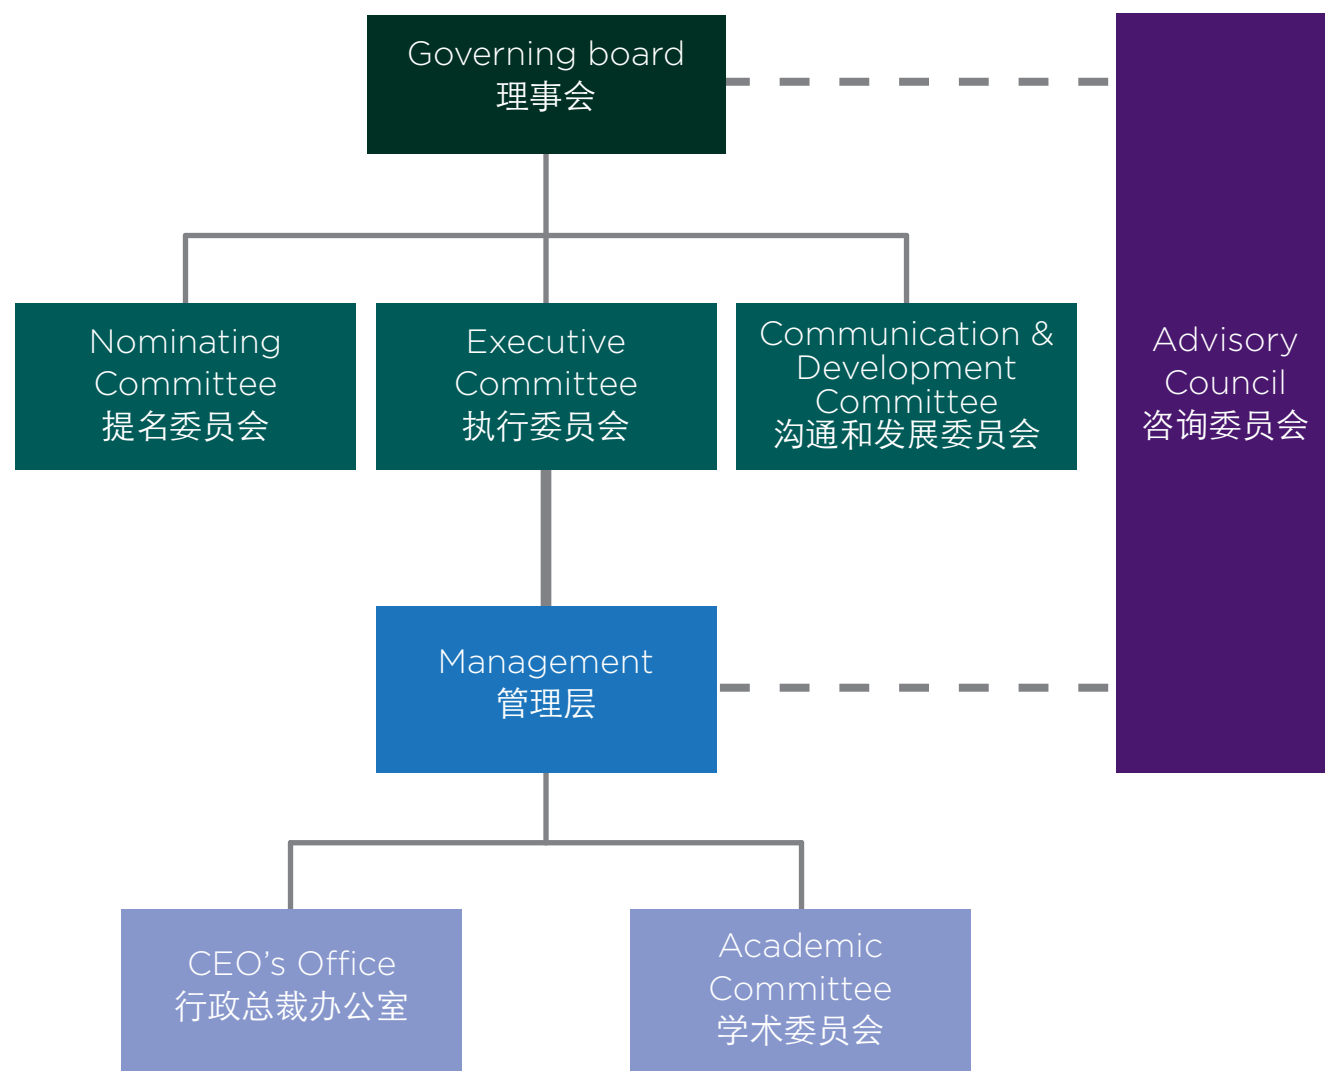 Governing board
理事会
Nominating
Committee
提名委员会
Executive
Committee
执行委员会
Communication &
Development
Committee
沟通和发展委员会
Advisory
Council
咨询委员会
Management
管理层
CEO’s Office
行政总裁办公室
Academic
Committee
学术委员会